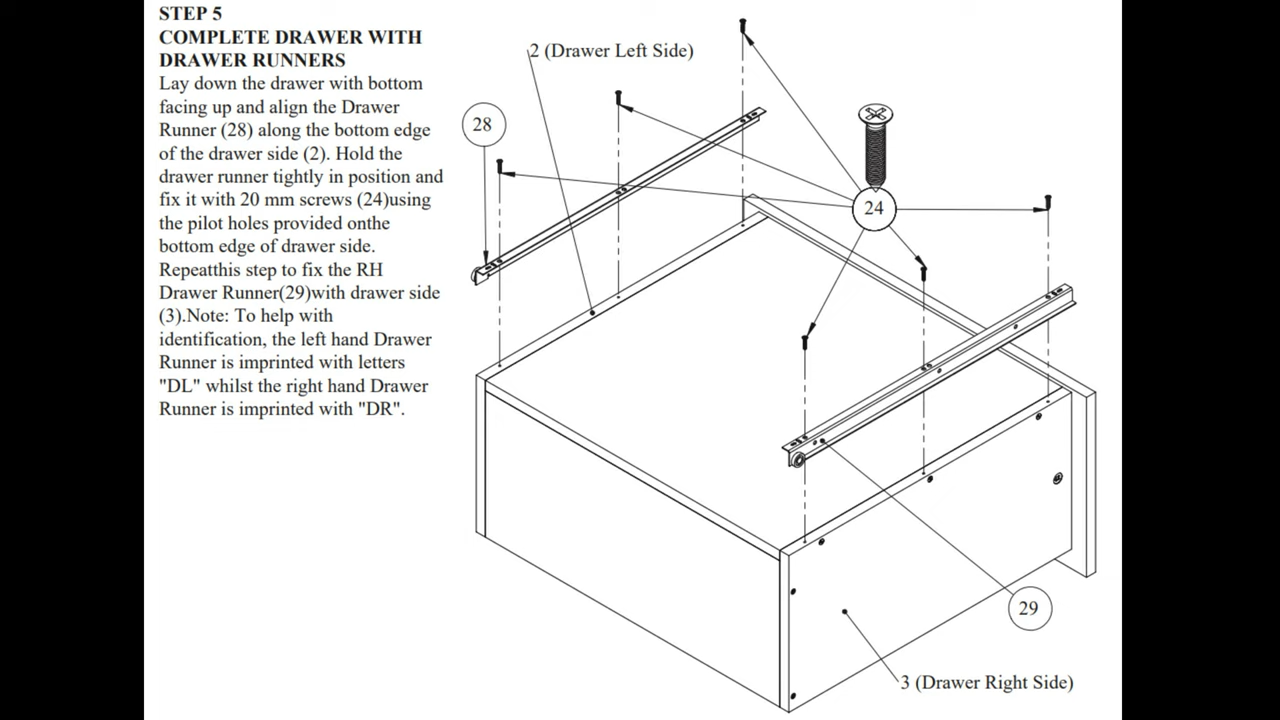 STEP 5
COMPLETE DRAWER WITH
DRAWER RUNNERS
Lay down the drawer with bottom
facing up and align the Drawer
Runner (28) along the bottom edge
of the drawer side (2). Hold the
drawer runner tightly in position and
fix it with 20 mm screws (24)using
the pilot holes provided onthe
bottom edge of drawer side.
Repeatthis step to fix the RH
Drawer Runner(29)with drawer side
(3).Note: To help with
identification, the left hand Drawer
Runner is imprinted with letters
"DL" whilst the right hand Drawer
Runner is imprinted with "DR".
2 (Drawer Left Side)
28
24
29
3 (Drawer Right Side)